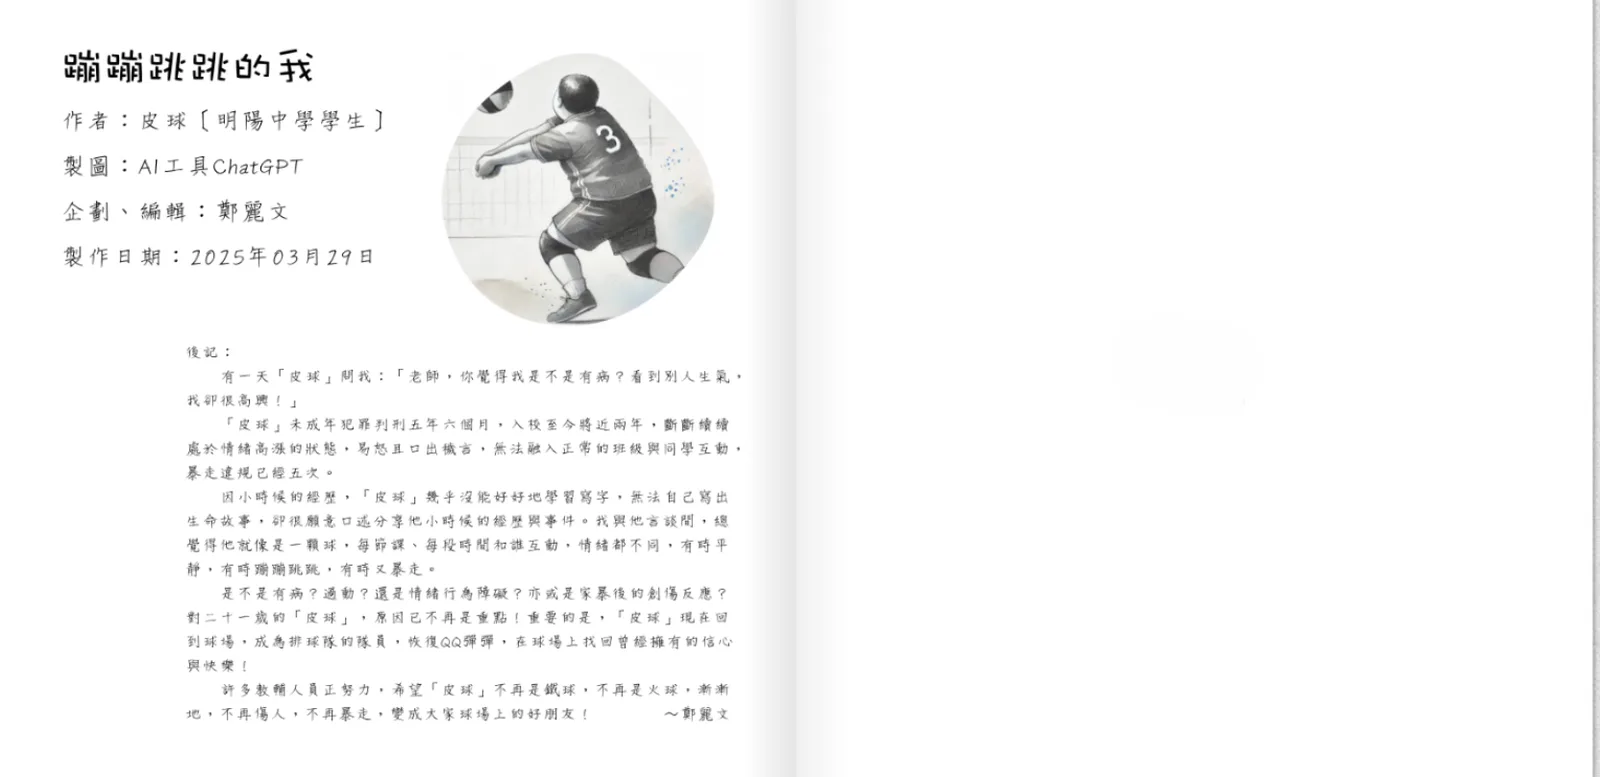 蹦蹦跳跳的我
作者：皮球〔明陽中學學生〕
製圖：AI工具ChatGPT
企劃、編輯：鄭麗文
製作日期：2025年03月29日
3
後記：
有一天「皮球」問我：「老師，你覺得我是不是有病？看到別人生氣，
我卻很高興！」
「皮球」未成年犯罪判刑五年六個月，入校至今將近兩年，斷斷續續
處於情緒高漲的狀態，易怒且口出穢言，無法融入正常的班級與同學互動，
暴走違規已經五次。
因小時候的經歷，「皮球」幾乎沒能好好地學習寫字，無法自己寫出
生命故事，卻很願意口述分享他小時候的經歷與事件。我與他言談間，總
覺得他就像是一顆球，每節課、每段時間和誰互動，情緒都不同，有時平
靜，有時蹦蹦跳跳，有時又暴走。
是不是有病？過動？還是情緒行為障礙？亦或是家暴後的創傷反應？
對二十一歲的「皮球」，原因已不再是重點！重要的是，「皮球」現在回
到球場，成為排球隊的隊員，恢復QQ彈彈，在球場上找回曾經擁有的信心
與快樂！
許多教輔人員正努力，希望「皮球」不再是鐵球，不再是火球，漸漸
地，不再傷人，不再暴走，變成大家球場上的好朋友！ ～鄭麗文